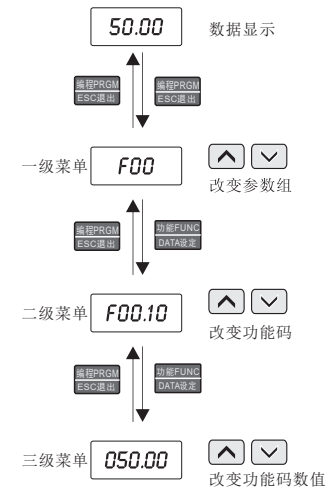 50.00 数据显示
编程PRGM 编程PRGM
ESC退出 ESC退出
一级菜单 F00
改变参数组
编程PRGM 功能FUNC
ESC退出 DATA设定
二级菜单 F00.10
改变功能码
编程PRGM 功能FUNC
ESC退出 DATA设定
三级菜单 050.00
改变功能码数值